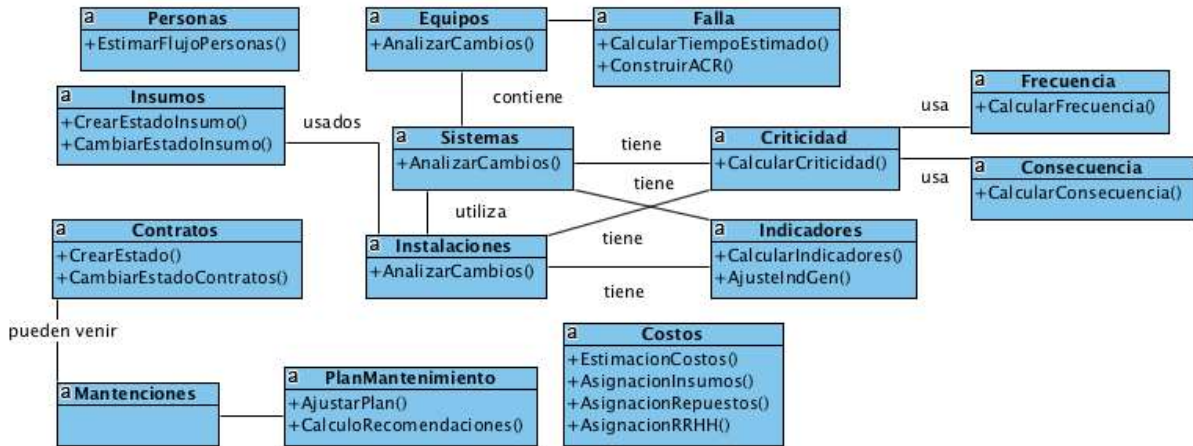 a Personas
+EstimarFlujoPersonas()
a Equipos
+AnalizarCambios()
a Falla
+CalcularTiempoEstimado()
+ConstruirACR()
contiene
a Insumos
+CrearEstadoInsumo()
+CambiarEstadoInsumo()
usados
a Sistemas
+AnalizarCambios()
tiene
tiene
a Criticidad
+CalcularCriticidad()
usa
usa
a Frecuencia
+CalcularFrecuencia()
a Consecuencia
+CalcularConsecuencia()
utiliza
a Contratos
+CrearEstado()
+CambiarEstadoContratos()
a Instalaciones
+AnalizarCambios()
tiene
tiene
a Indicadores
+CalcularIndicadores()
+AjusteIndGen()
pueden venir
a Mantenciones
a PlanMantenimiento
+AjustarPlan()
+CalculoRecomendaciones()
a Costos
+EstimacionCostos()
+AsignacionInsumos()
+AsignacionRepuestos()
+AsignacionRRHH()